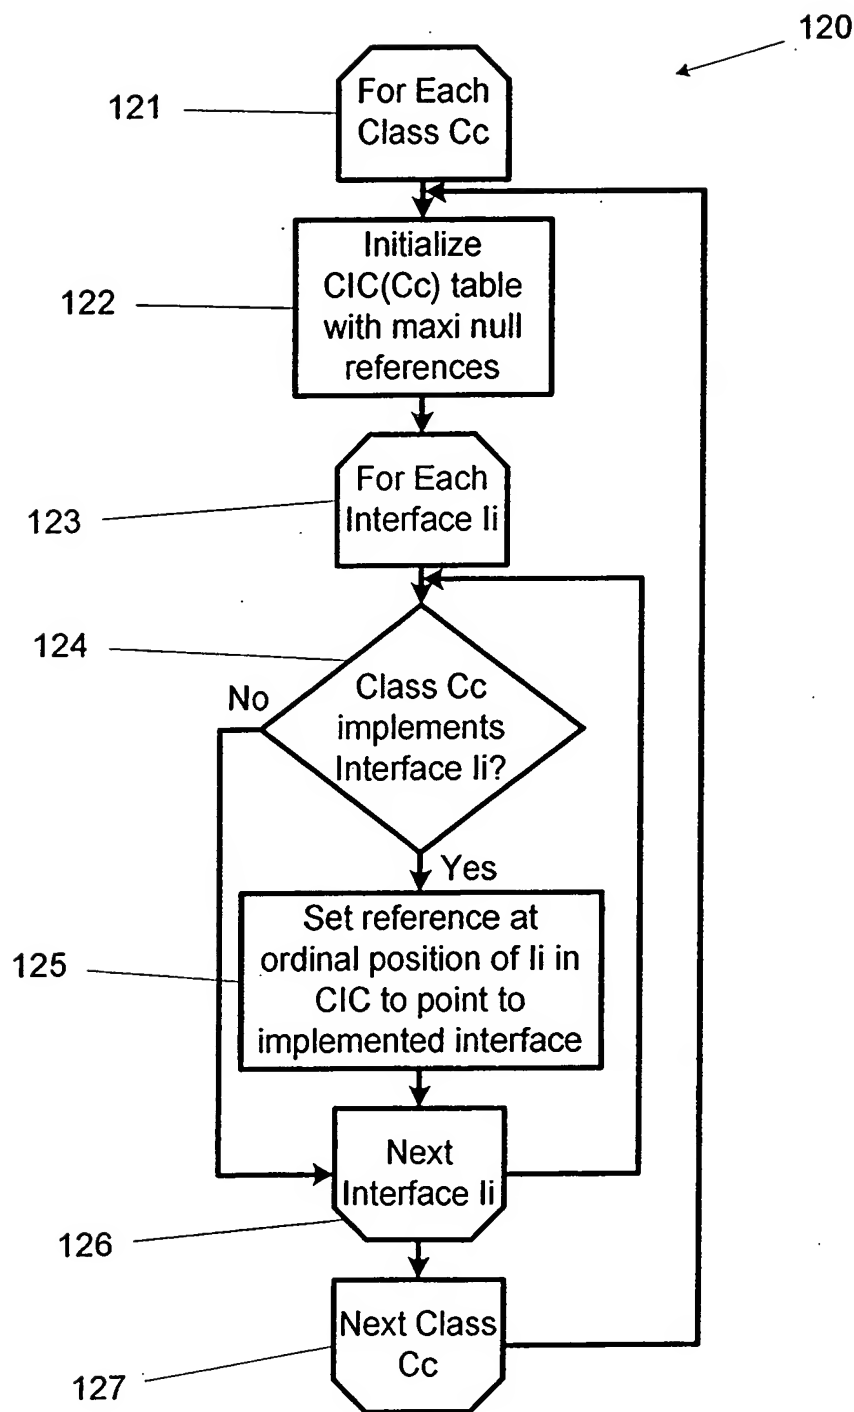 120
121
For Each
Class Cc
122
Initialize
CIC(Cc) table
with maxi null
references
123
For Each
Interface Ii
124
No
Class Cc
implements
Interface Ii?
Yes
125
Set reference at
ordinal position of Ii in
CIC to point to
implemented interface
Next
Interface Ii
126
Next Class
Cc
127